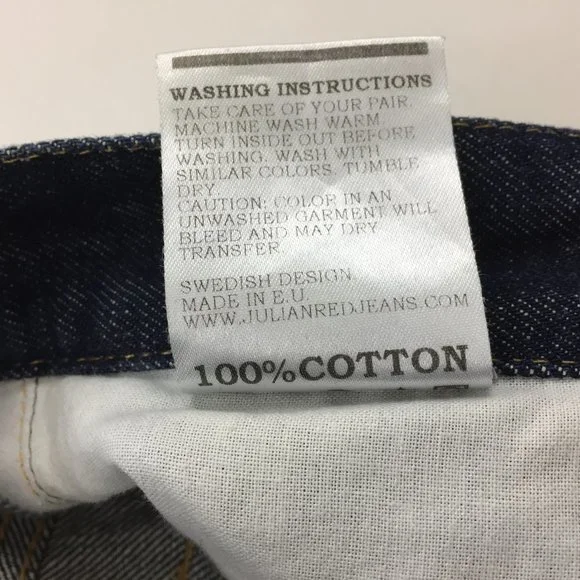 WASHING INSTRUCTIONS
TAKE CARE OF YOUR PAIR.
MACHINE WASH WARM
TURN INSIDE OUT BEFORE
WASHING. WASH WITH
SIMILAR COLORS. TUMBLE
DRY.
CAUTION: COLOR IN AN
UNWASHED GARMENT WILL
BLEED AND MAY DRY
TRANSFER.
SWEDISH DESIGN
MADE IN E.U.
WWW.JULIANREDJEANS.COM
100%COTTON